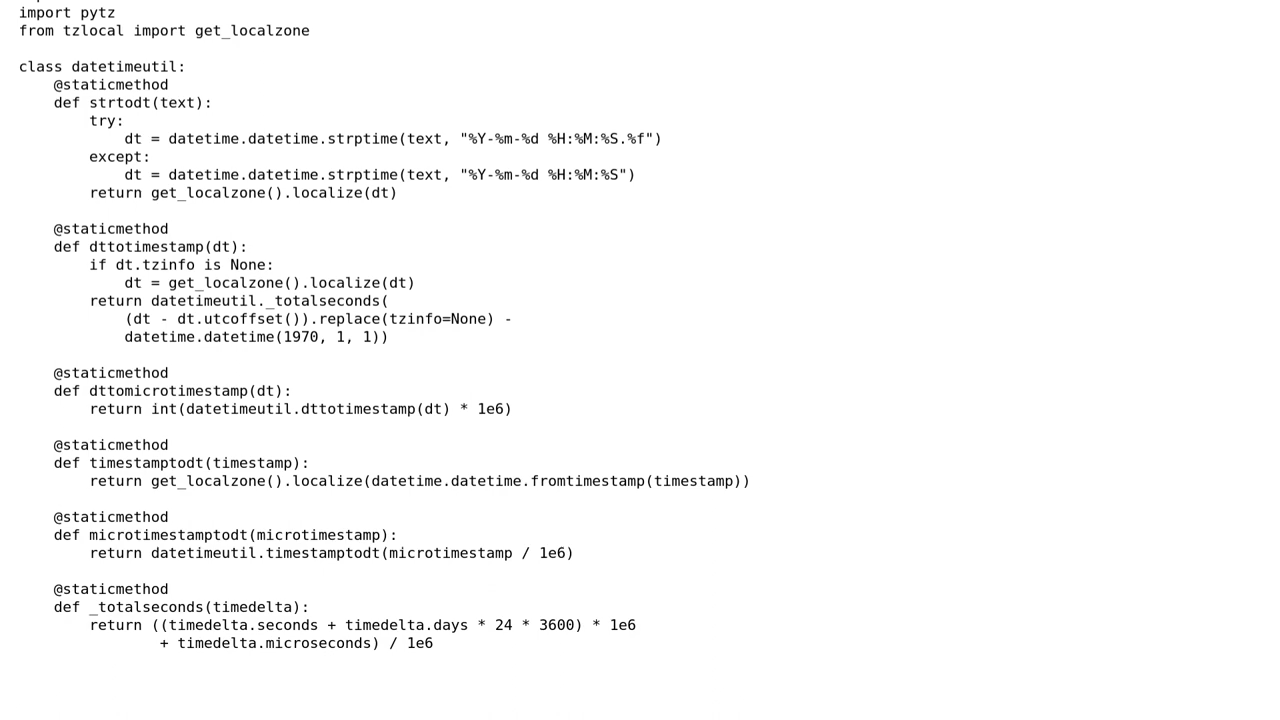 import pytz
from tzlocal import get_localzone

class datetimeutil:
    @staticmethod
    def strtodt(text):
        try:
            dt = datetime.datetime.strptime(text, "%Y-%m-%d %H:%M:%S.%f")
        except:
            dt = datetime.datetime.strptime(text, "%Y-%m-%d %H:%M:%S")
        return get_localzone().localize(dt)

    @staticmethod
    def dttotimestamp(dt):
        if dt.tzinfo is None:
            dt = get_localzone().localize(dt)
        return datetimeutil._totalseconds(
            (dt - dt.utcoffset()).replace(tzinfo=None) -
            datetime.datetime(1970, 1, 1))

    @staticmethod
    def dttomicrotimestamp(dt):
        return int(datetimeutil.dttotimestamp(dt) * 1e6)

    @staticmethod
    def timestamptodt(timestamp):
        return get_localzone().localize(datetime.datetime.fromtimestamp(timestamp))

    @staticmethod
    def microtimestamptodt(microtimestamp):
        return datetimeutil.timestamptodt(microtimestamp / 1e6)

    @staticmethod
    def _totalseconds(timedelta):
        return ((timedelta.seconds + timedelta.days * 24 * 3600) * 1e6
                + timedelta.microseconds) / 1e6